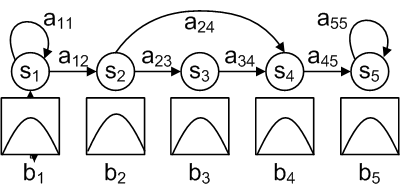 a11 a24 a55
a12 a23 a34 a45
s1 s2 s3 s4 s5
b1 b2 b3 b4 b5